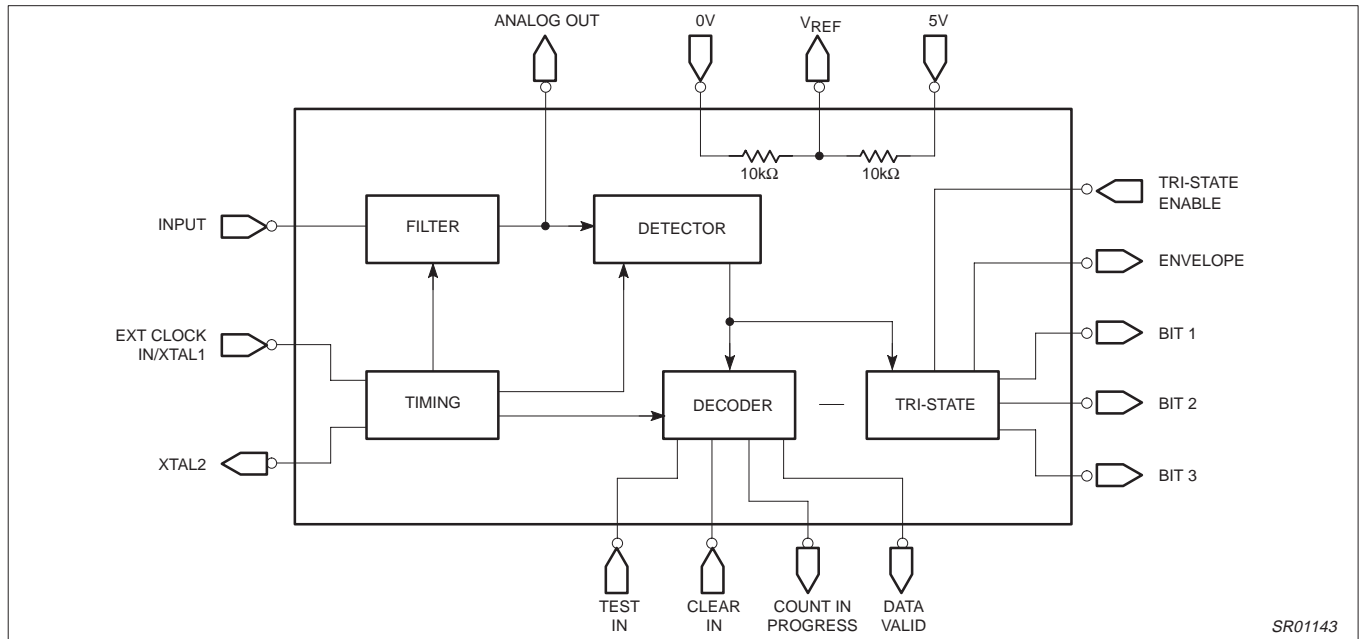 ANALOG OUT
0V
VREF
5V
10kΩ
10kΩ
TRI-STATE
ENABLE
INPUT
FILTER
DETECTOR
ENVELOPE
EXT CLOCK
IN/XTAL1
BIT 1
TIMING
DECODER
TRI-STATE
BIT 2
XTAL2
BIT 3
TEST
IN
CLEAR
IN
COUNT IN
PROGRESS
DATA
VALID
SR01143